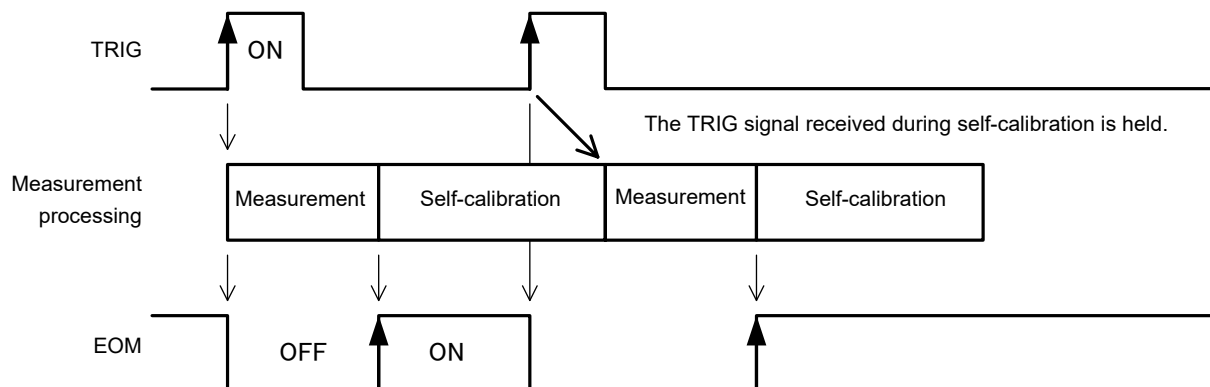 TRIG
ON
The TRIG signal received during self-calibration is held.
Measurement
processing
Measurement
Self-calibration
Measurement
Self-calibration
EOM
OFF
ON